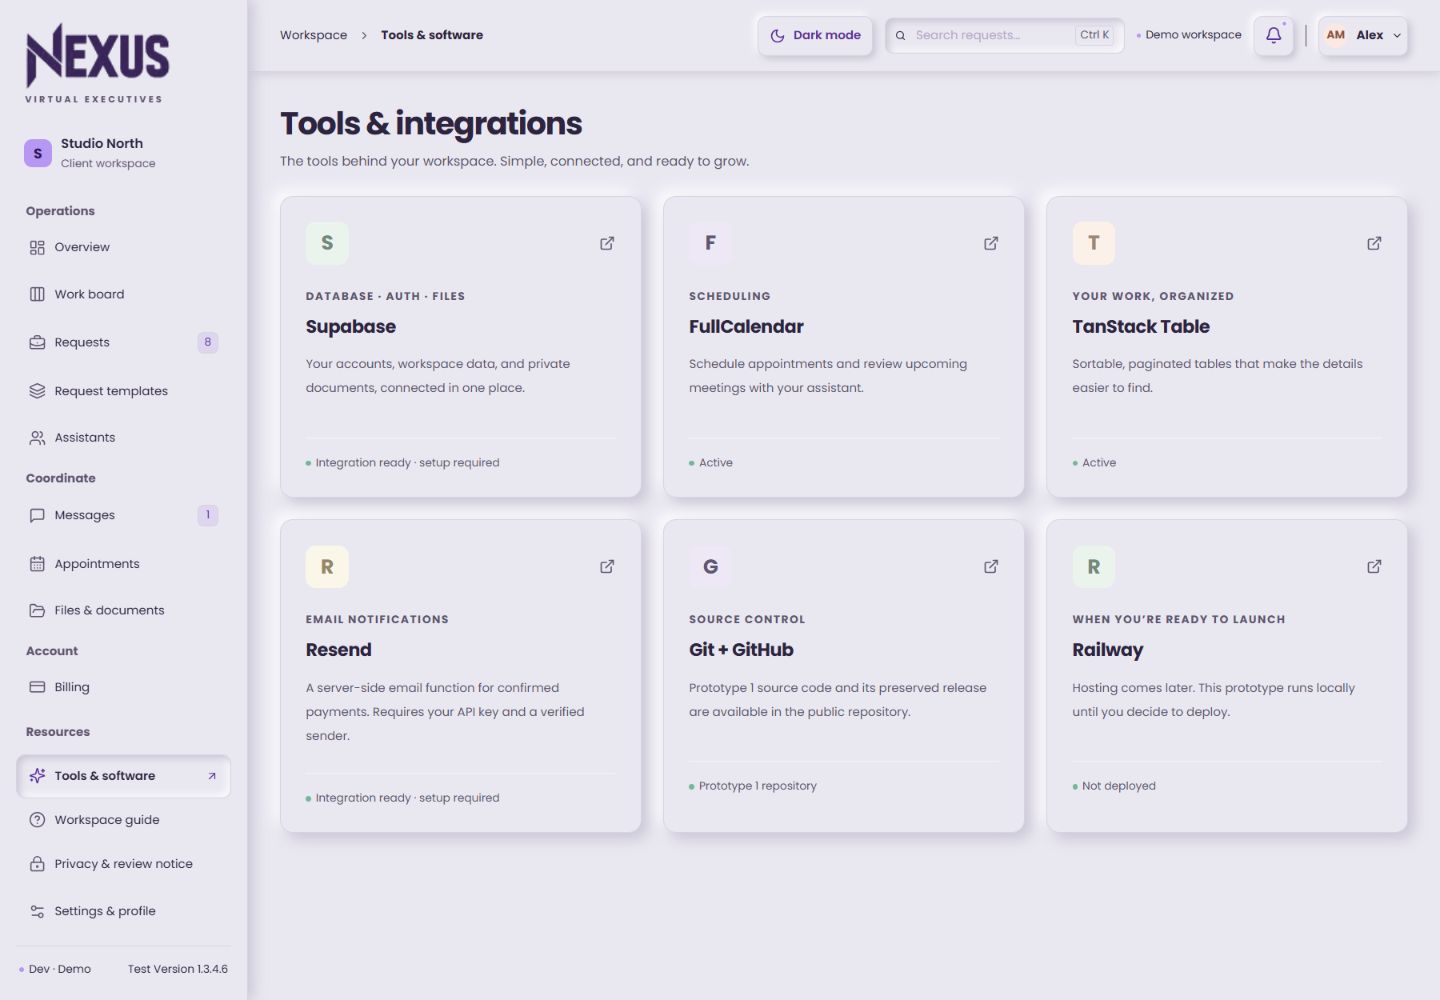 NEXUS
VIRTUAL EXECUTIVES
S
Studio North
Client workspace
Operations
Overview
Work board
Requests 8
Request templates
Assistants
Coordinate
Messages 1
Appointments
Files & documents
Account
Billing
Resources
Tools & software
Workspace guide
Privacy & review notice
Settings & profile
Dev · Demo Test Version 1.3.4.6
Workspace > Tools & software
Dark mode
Search requests... Ctrl K
Demo workspace
AM Alex
Tools & integrations
The tools behind your workspace. Simple, connected, and ready to grow.
S
DATABASE · AUTH · FILES
Supabase
Your accounts, workspace data, and private
documents, connected in one place.
Integration ready · setup required
F
SCHEDULING
FullCalendar
Schedule appointments and review upcoming
meetings with your assistant.
Active
T
YOUR WORK, ORGANIZED
TanStack Table
Sortable, paginated tables that make the details
easier to find.
Active
R
EMAIL NOTIFICATIONS
Resend
A server-side email function for confirmed
payments. Requires your API key and a verified
sender.
Integration ready · setup required
G
SOURCE CONTROL
Git + GitHub
Prototype 1 source code and its preserved release
are available in the public repository.
Prototype 1 repository
R
WHEN YOU’RE READY TO LAUNCH
Railway
Hosting comes later. This prototype runs locally
until you decide to deploy.
Not deployed